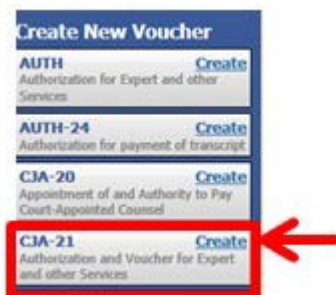 Create New Voucher
AUTH Create
Authorization for Expert and other
Services
AUTH-24 Create
Authorization for payment of transcript
CJA-20 Create
Appointment of and Authority to Pay
Court-Appointed Counsel
CJA-21 Create
Authorization and Voucher for Expert
and other Services